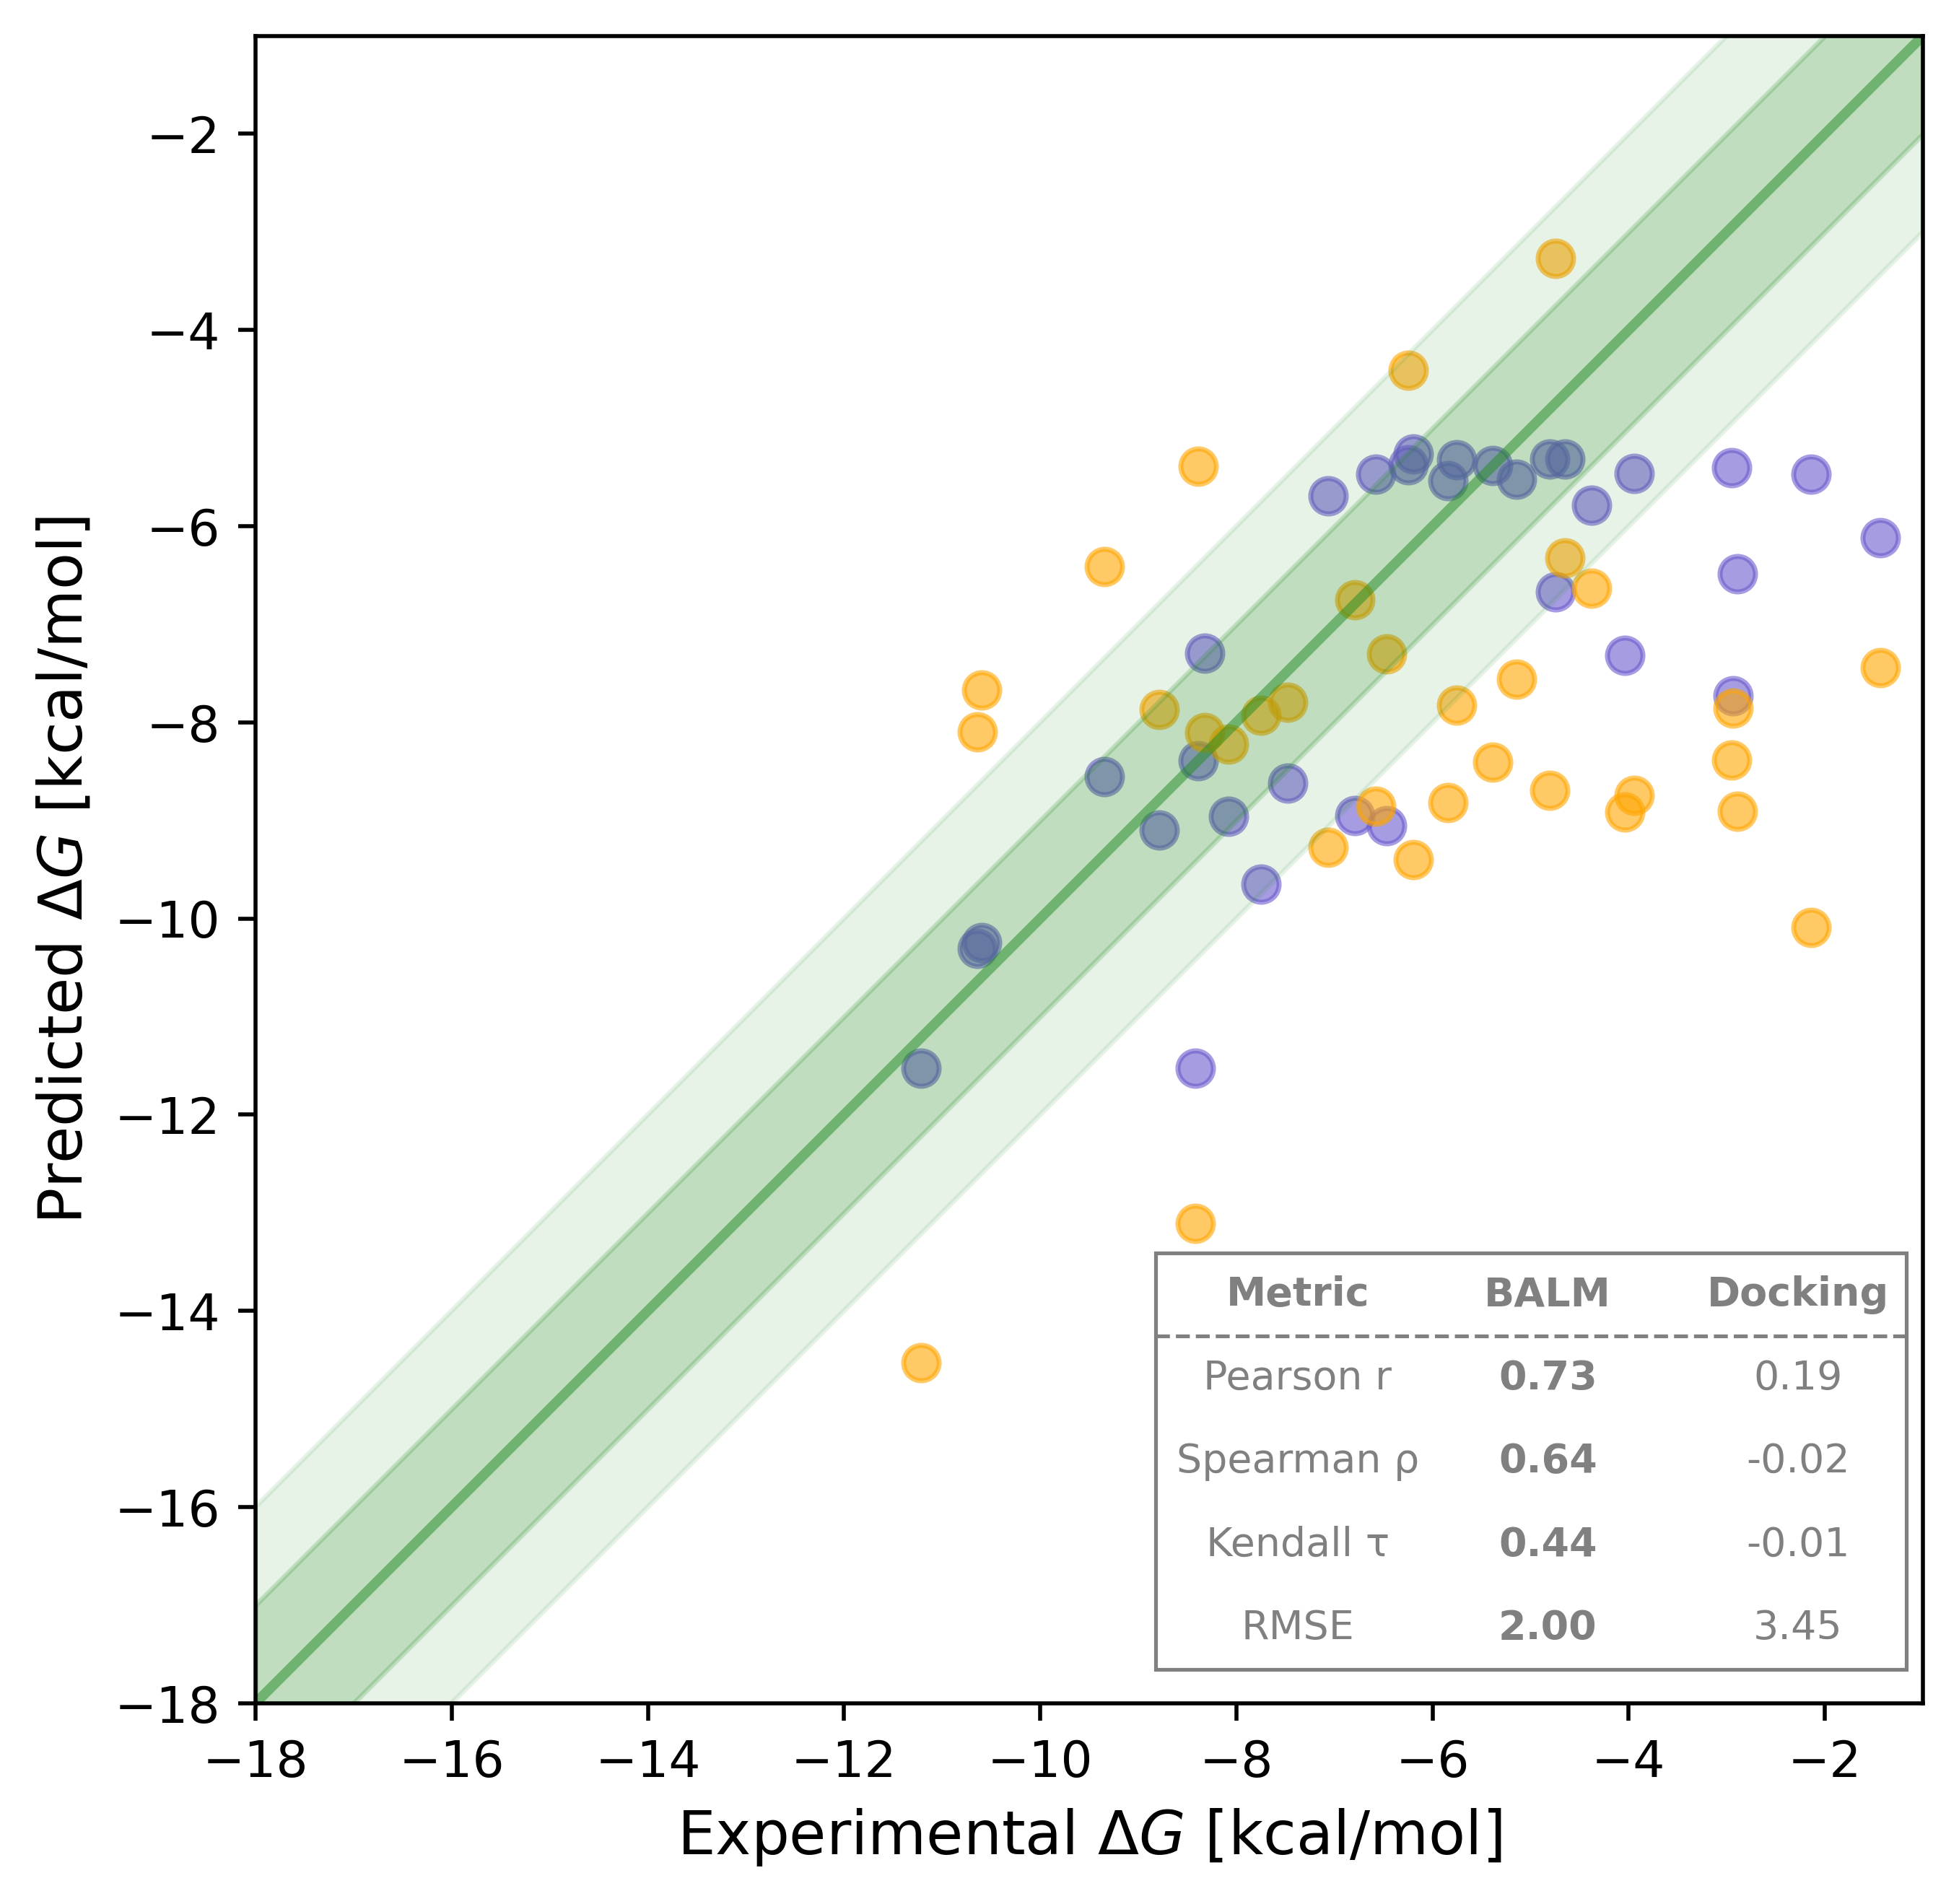 −2
−4
−6
−8
−10
−12
−14
−16
−18
Predicted ΔG [kcal/mol]
Metric BALM Docking
Pearson r 0.73 0.19
Spearman ρ 0.64 -0.02
Kendall τ 0.44 -0.01
RMSE 2.00 3.45
−18 −16 −14 −12 −10 −8 −6 −4 −2
Experimental ΔG [kcal/mol]